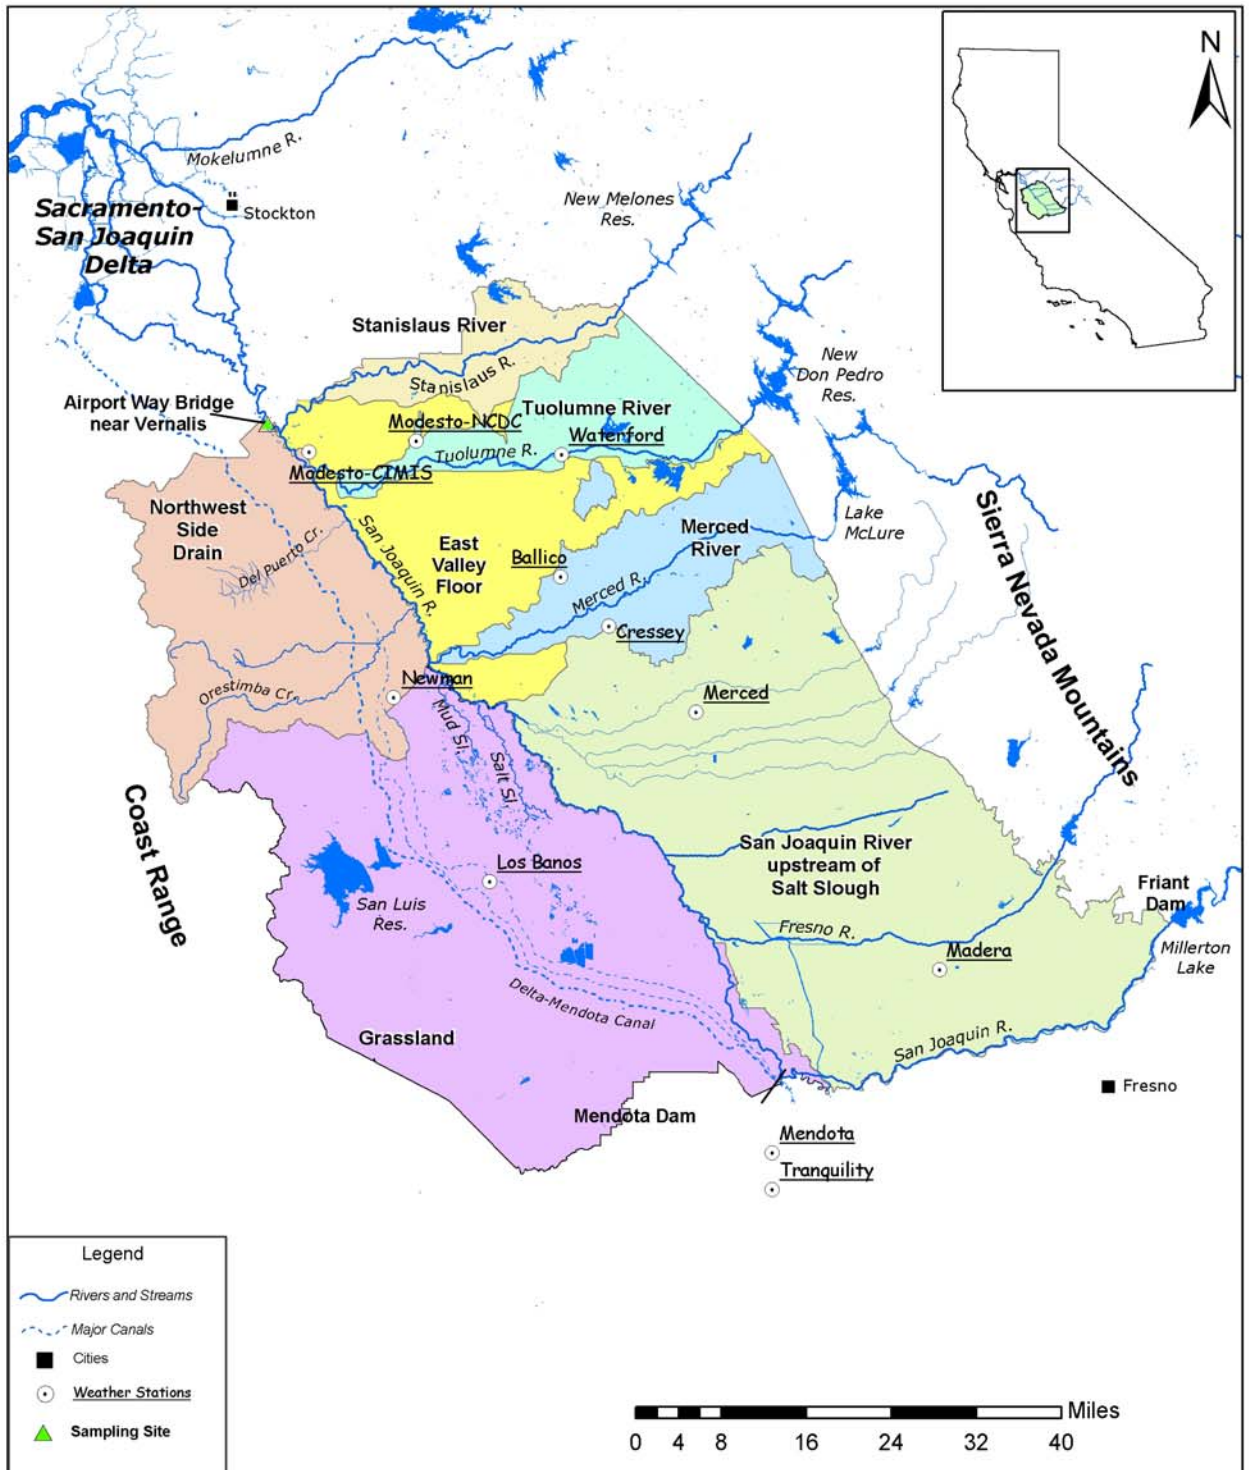 N
Mokelumne R.
Stockton
Sacramento-
San Joaquin
Delta
New Melones
Res.
Stanislaus River
Stanislaus R.
New
Don Pedro
Res.
Airport Way Bridge
near Vernalis
Modesto-NCDC
Tuolumne River
Waterford
Tuolumne R.
Modesto-CIMIS
Northwest
Side
Drain
Del Puerto Cr.
San Joaquin R.
East
Valley
Floor
Ballico
Merced
River
Merced R.
Lake
McLure
Sierra Nevada Mountains
Cressey
Newman
Orestimba Cr.
Mud Sl.
Salt Sl.
Merced
Coast Range
San Joaquin River
upstream of
Salt Slough
Los Banos
San Luis
Res.
Friant
Dam
Fresno R.
Madera
Millerton
Lake
Delta-Mendota Canal
Grassland
San Joaquin R.
Fresno
Mendota Dam
Mendota
Tranquility
Legend
Rivers and Streams
Major Canals
Cities
Weather Stations
Sampling Site
Miles
0 4 8 16 24 32 40